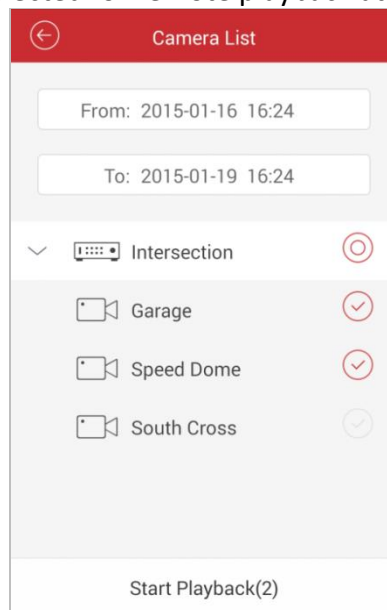 Camera List
From: 2015-01-16 16:24
To: 2015-01-19 16:24
Intersection
Garage
Speed Dome
South Cross
Start Playback(2)